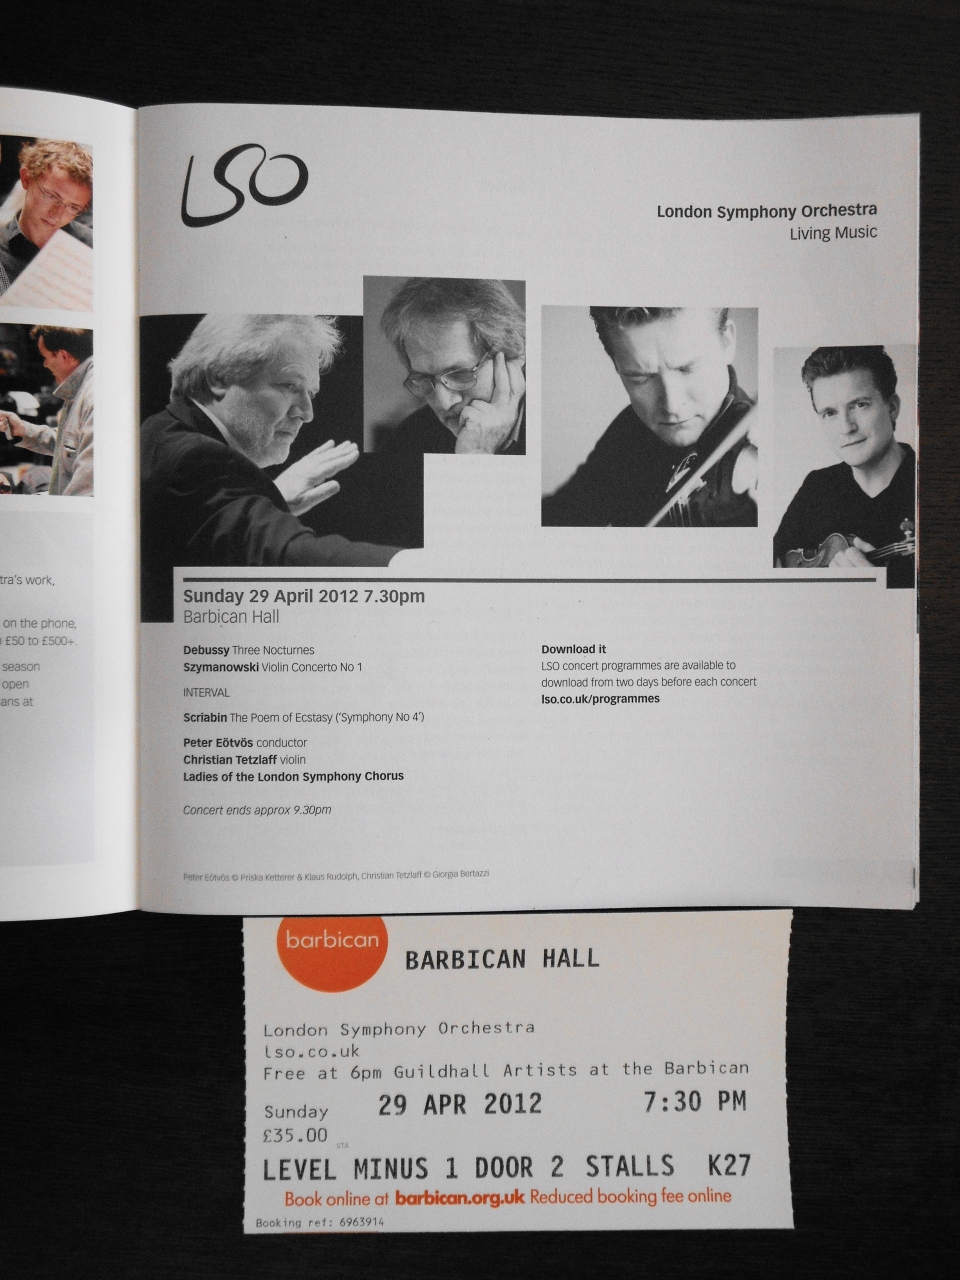 tra's work,
on the phone,
£50 to £500+.
season
open
ans at
LSO
London Symphony Orchestra
Living Music
Sunday 29 April 2012 7.30pm
Barbican Hall
Debussy Three Nocturnes
Szymanowski Violin Concerto No 1
INTERVAL
Scriabin The Poem of Ecstasy ('Symphony No 4')
Peter Eötvös conductor
Christian Tetzlaff violin
Ladies of the London Symphony Chorus
Concert ends approx 9.30pm
Download it
LSO concert programmes are available to
download from two days before each concert
lso.co.uk/programmes
Peter Eötvös © Priska Ketterer & Klaus Rudolph, Christian Tetzlaff © Giorgia Bertazzi
barbican
BARBICAN HALL
London Symphony Orchestra
lso.co.uk
Free at 6pm Guildhall Artists at the Barbican
Sunday 29 APR 2012 7:30 PM
£35.00 STX
LEVEL MINUS 1 DOOR 2 STALLS K27
Book online at barbican.org.uk Reduced booking fee online
Booking ref: 6963914